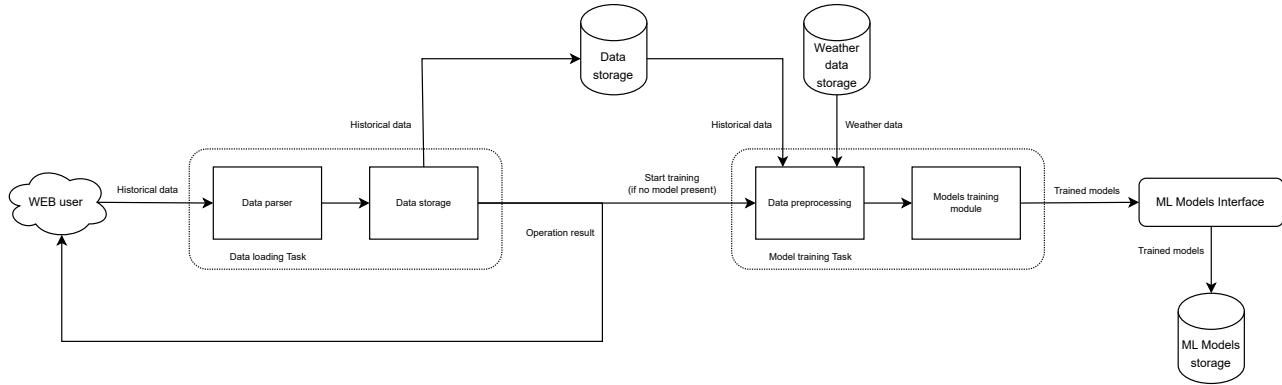 Data
storage
Weather
data
storage
Historical data
Historical data
Weather data
WEB user
Historical data
Data parser
Data storage
Start training
(if no model present)
Data preprocessing
Models training
module
Trained models
ML Models Interface
Operation result
Data loading Task
Model training Task
Trained models
ML Models
storage